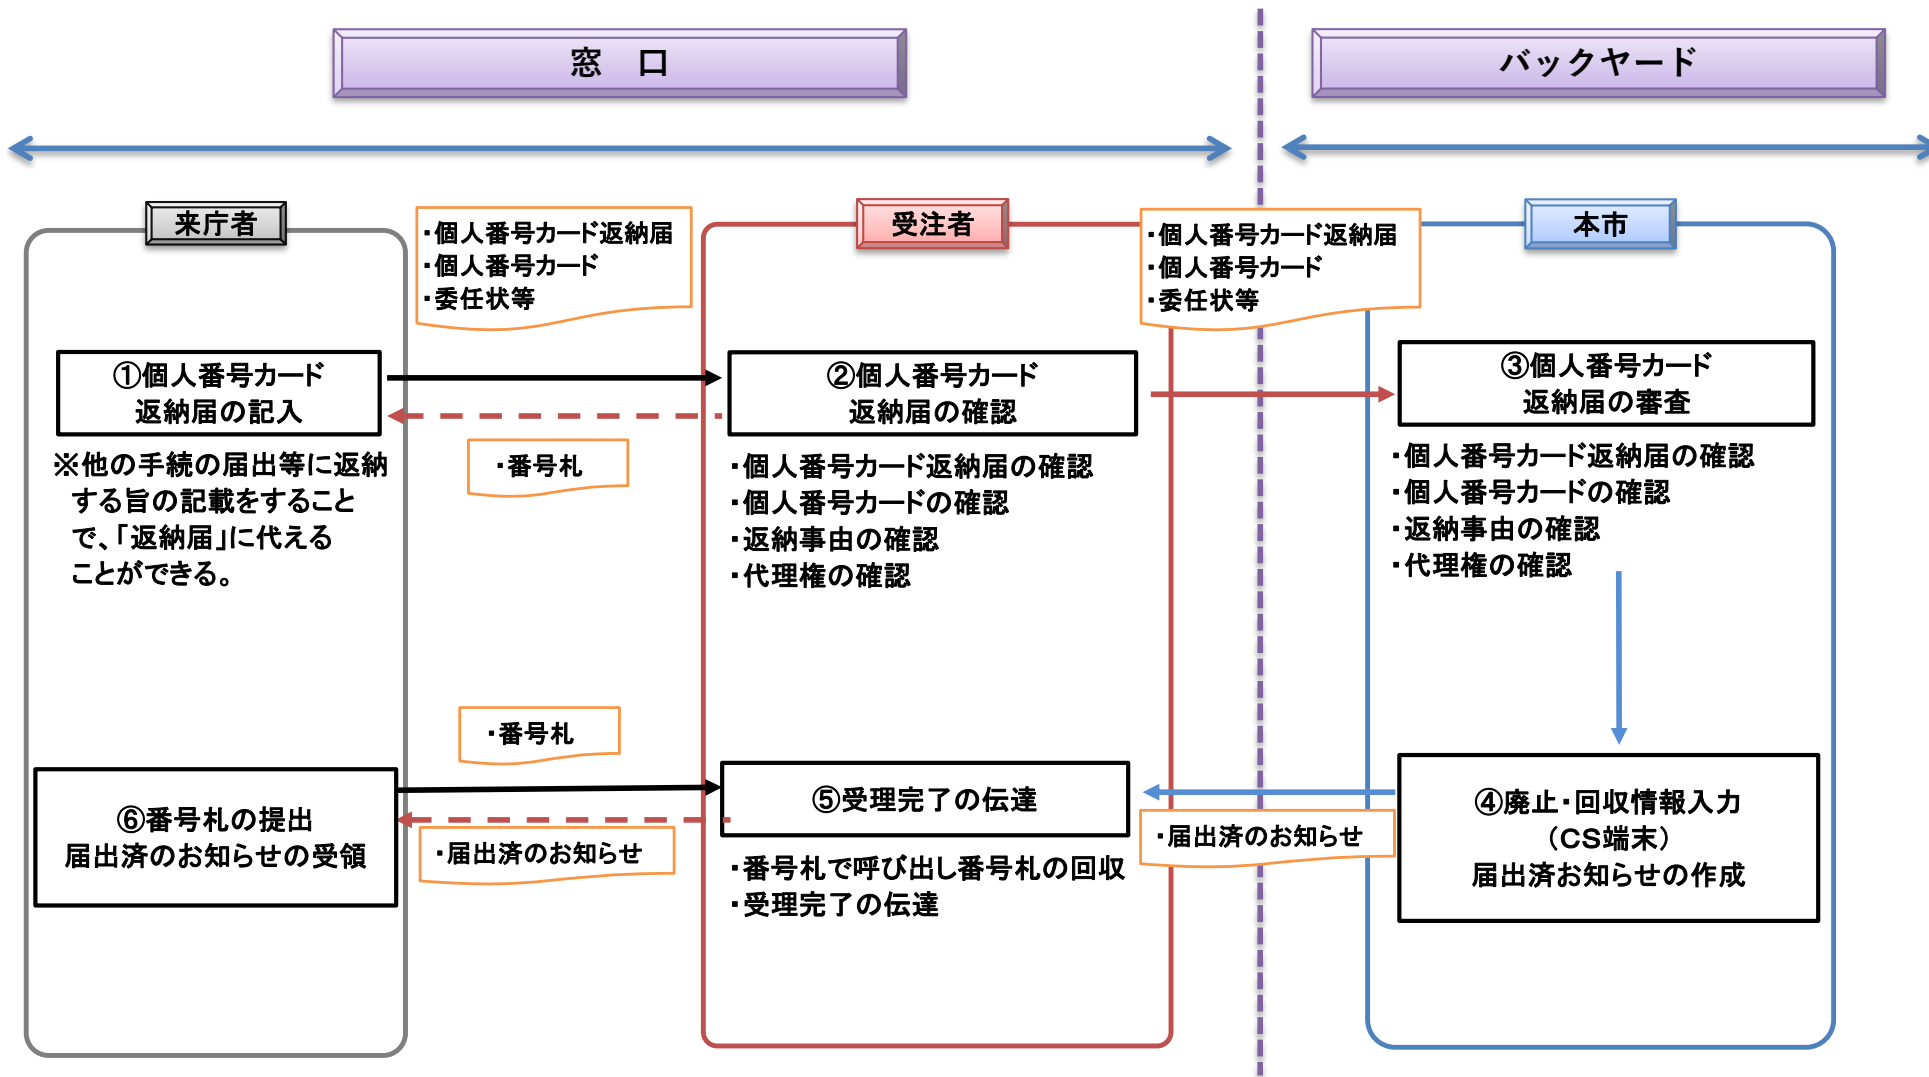 窓　口
バックヤード
来庁者
受注者
本市
・個人番号カード返納届
・個人番号カード
・委任状等
・個人番号カード返納届
・個人番号カード
・委任状等
①個人番号カード
返納届の記入
※他の手続の届出等に返納
する旨の記載をすること
で、「返納届」に代える
ことができる。
・番号札
②個人番号カード
返納届の確認
・個人番号カード返納届の確認
・個人番号カードの確認
・返納事由の確認
・代理権の確認
③個人番号カード
返納届の審査
・個人番号カード返納届の確認
・個人番号カードの確認
・返納事由の確認
・代理権の確認
④廃止・回収情報入力
（CS端末）
届出済お知らせの作成
・届出済のお知らせ
⑤受理完了の伝達
・番号札で呼び出し番号札の回収
・受理完了の伝達
・番号札
・届出済のお知らせ
⑥番号札の提出
届出済のお知らせの受領